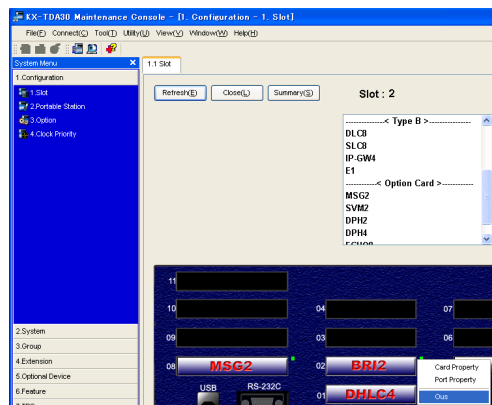 KX-TDA30 Maintenance Console - [1. Configuration - 1. Slot]
File(F) Connect(C) Tool(T) Utility(U) View(V) Window(W) Help(H)
System Menu
1.1 Slot
1.Configuration
1.Slot
2.Portable Station
3.Option
4.Clock Priority
Refresh(E) Close(L) Summary(S) Slot : 2
---------------< Type B >----------------
DLC8
SLC8
IP-GW4
E1
------------< Option Card >------------
MSG2
SVM2
DPH2
DPH4
ECHO8
11
10 04 07
09 03 06
08 MSG2 02 BRI2
USB RS-232C 01 DHLC4
Card Property
Port Property
Ous
2.System
3.Group
4.Extension
5.Optional Device
6.Feature